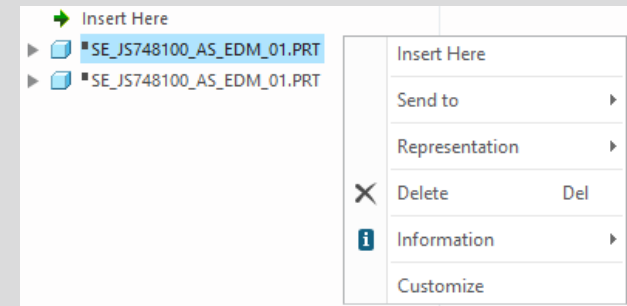 Insert Here
SE_JS748100_AS_EDM_01.PRT
SE_JS748100_AS_EDM_01.PRT
Insert Here
Send to
Representation
Delete Del
Information
Customize